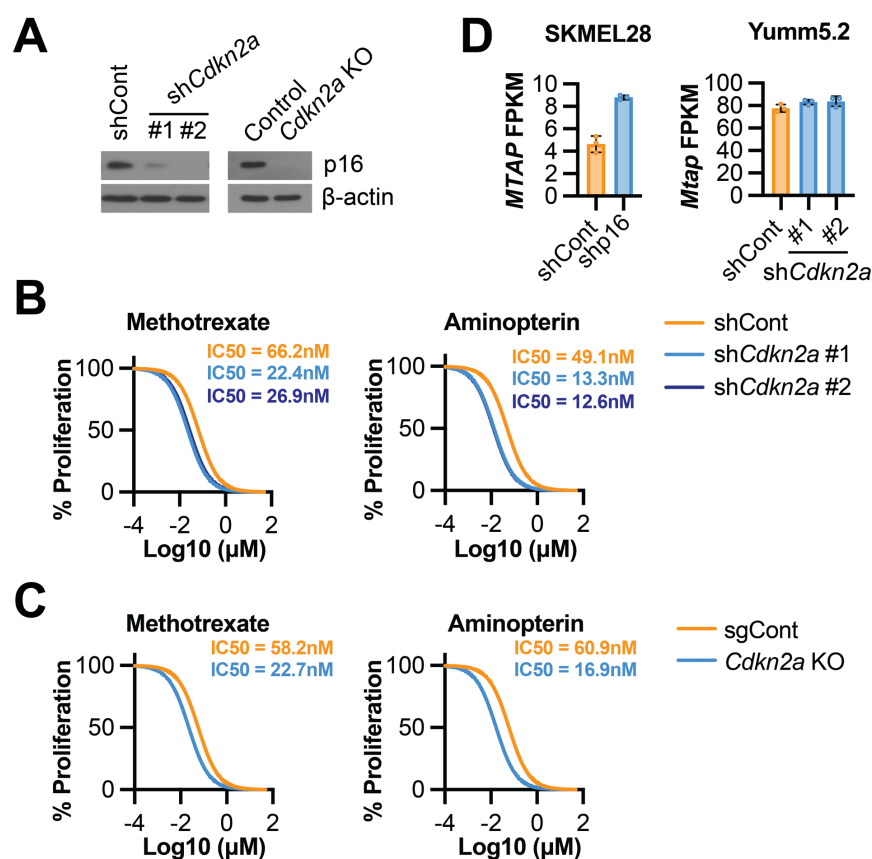 A
shCont
shCdkn2a
#1 #2
Control
Cdkn2a KO
p16
β-actin
D
SKMEL28
MTAP FPKM
10
8
6
4
2
0
shCont
shp16
Yumm5.2
Mtap FPKM
100
80
60
40
20
0
shCont
#1
#2
shCdkn2a
B
Methotrexate
IC50 = 66.2nM
IC50 = 22.4nM
IC50 = 26.9nM
% Proliferation
100
50
0
-4 -2 0 2
Log10 (μM)
Aminopterin
IC50 = 49.1nM
IC50 = 13.3nM
IC50 = 12.6nM
% Proliferation
100
50
0
-4 -2 0 2
Log10 (μM)
shCont
shCdkn2a #1
shCdkn2a #2
C
Methotrexate
IC50 = 58.2nM
IC50 = 22.7nM
% Proliferation
100
50
0
-4 -2 0 2
Log10 (μM)
Aminopterin
IC50 = 60.9nM
IC50 = 16.9nM
% Proliferation
100
50
0
-4 -2 0 2
Log10 (μM)
sgCont
Cdkn2a KO